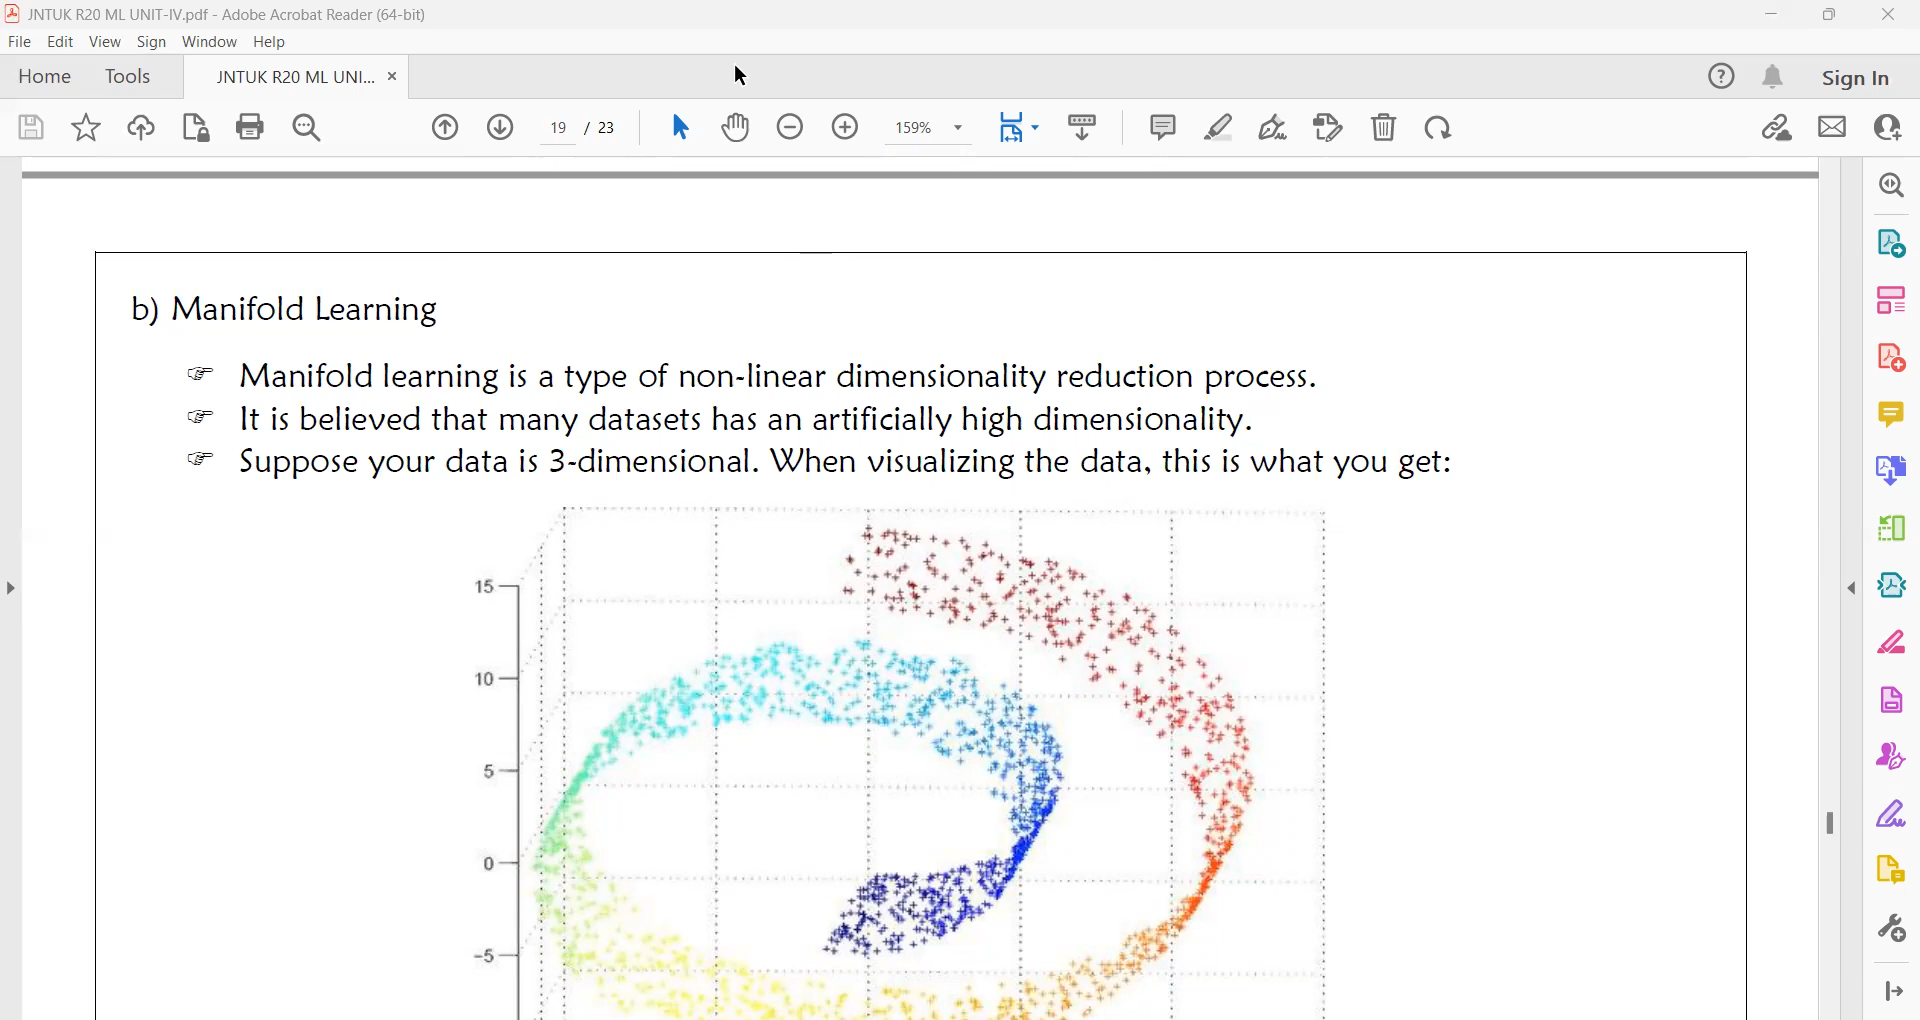 JNTUK R20 ML UNIT-IV.pdf - Adobe Acrobat Reader (64-bit)
File Edit View Sign Window Help
Home Tools JNTUK R20 ML UNI... × Sign In
19 / 23 159%
b) Manifold Learning
☞ Manifold learning is a type of non-linear dimensionality reduction process.
☞ It is believed that many datasets has an artificially high dimensionality.
☞ Suppose your data is 3-dimensional. When visualizing the data, this is what you get:
15
10
5
0
-5